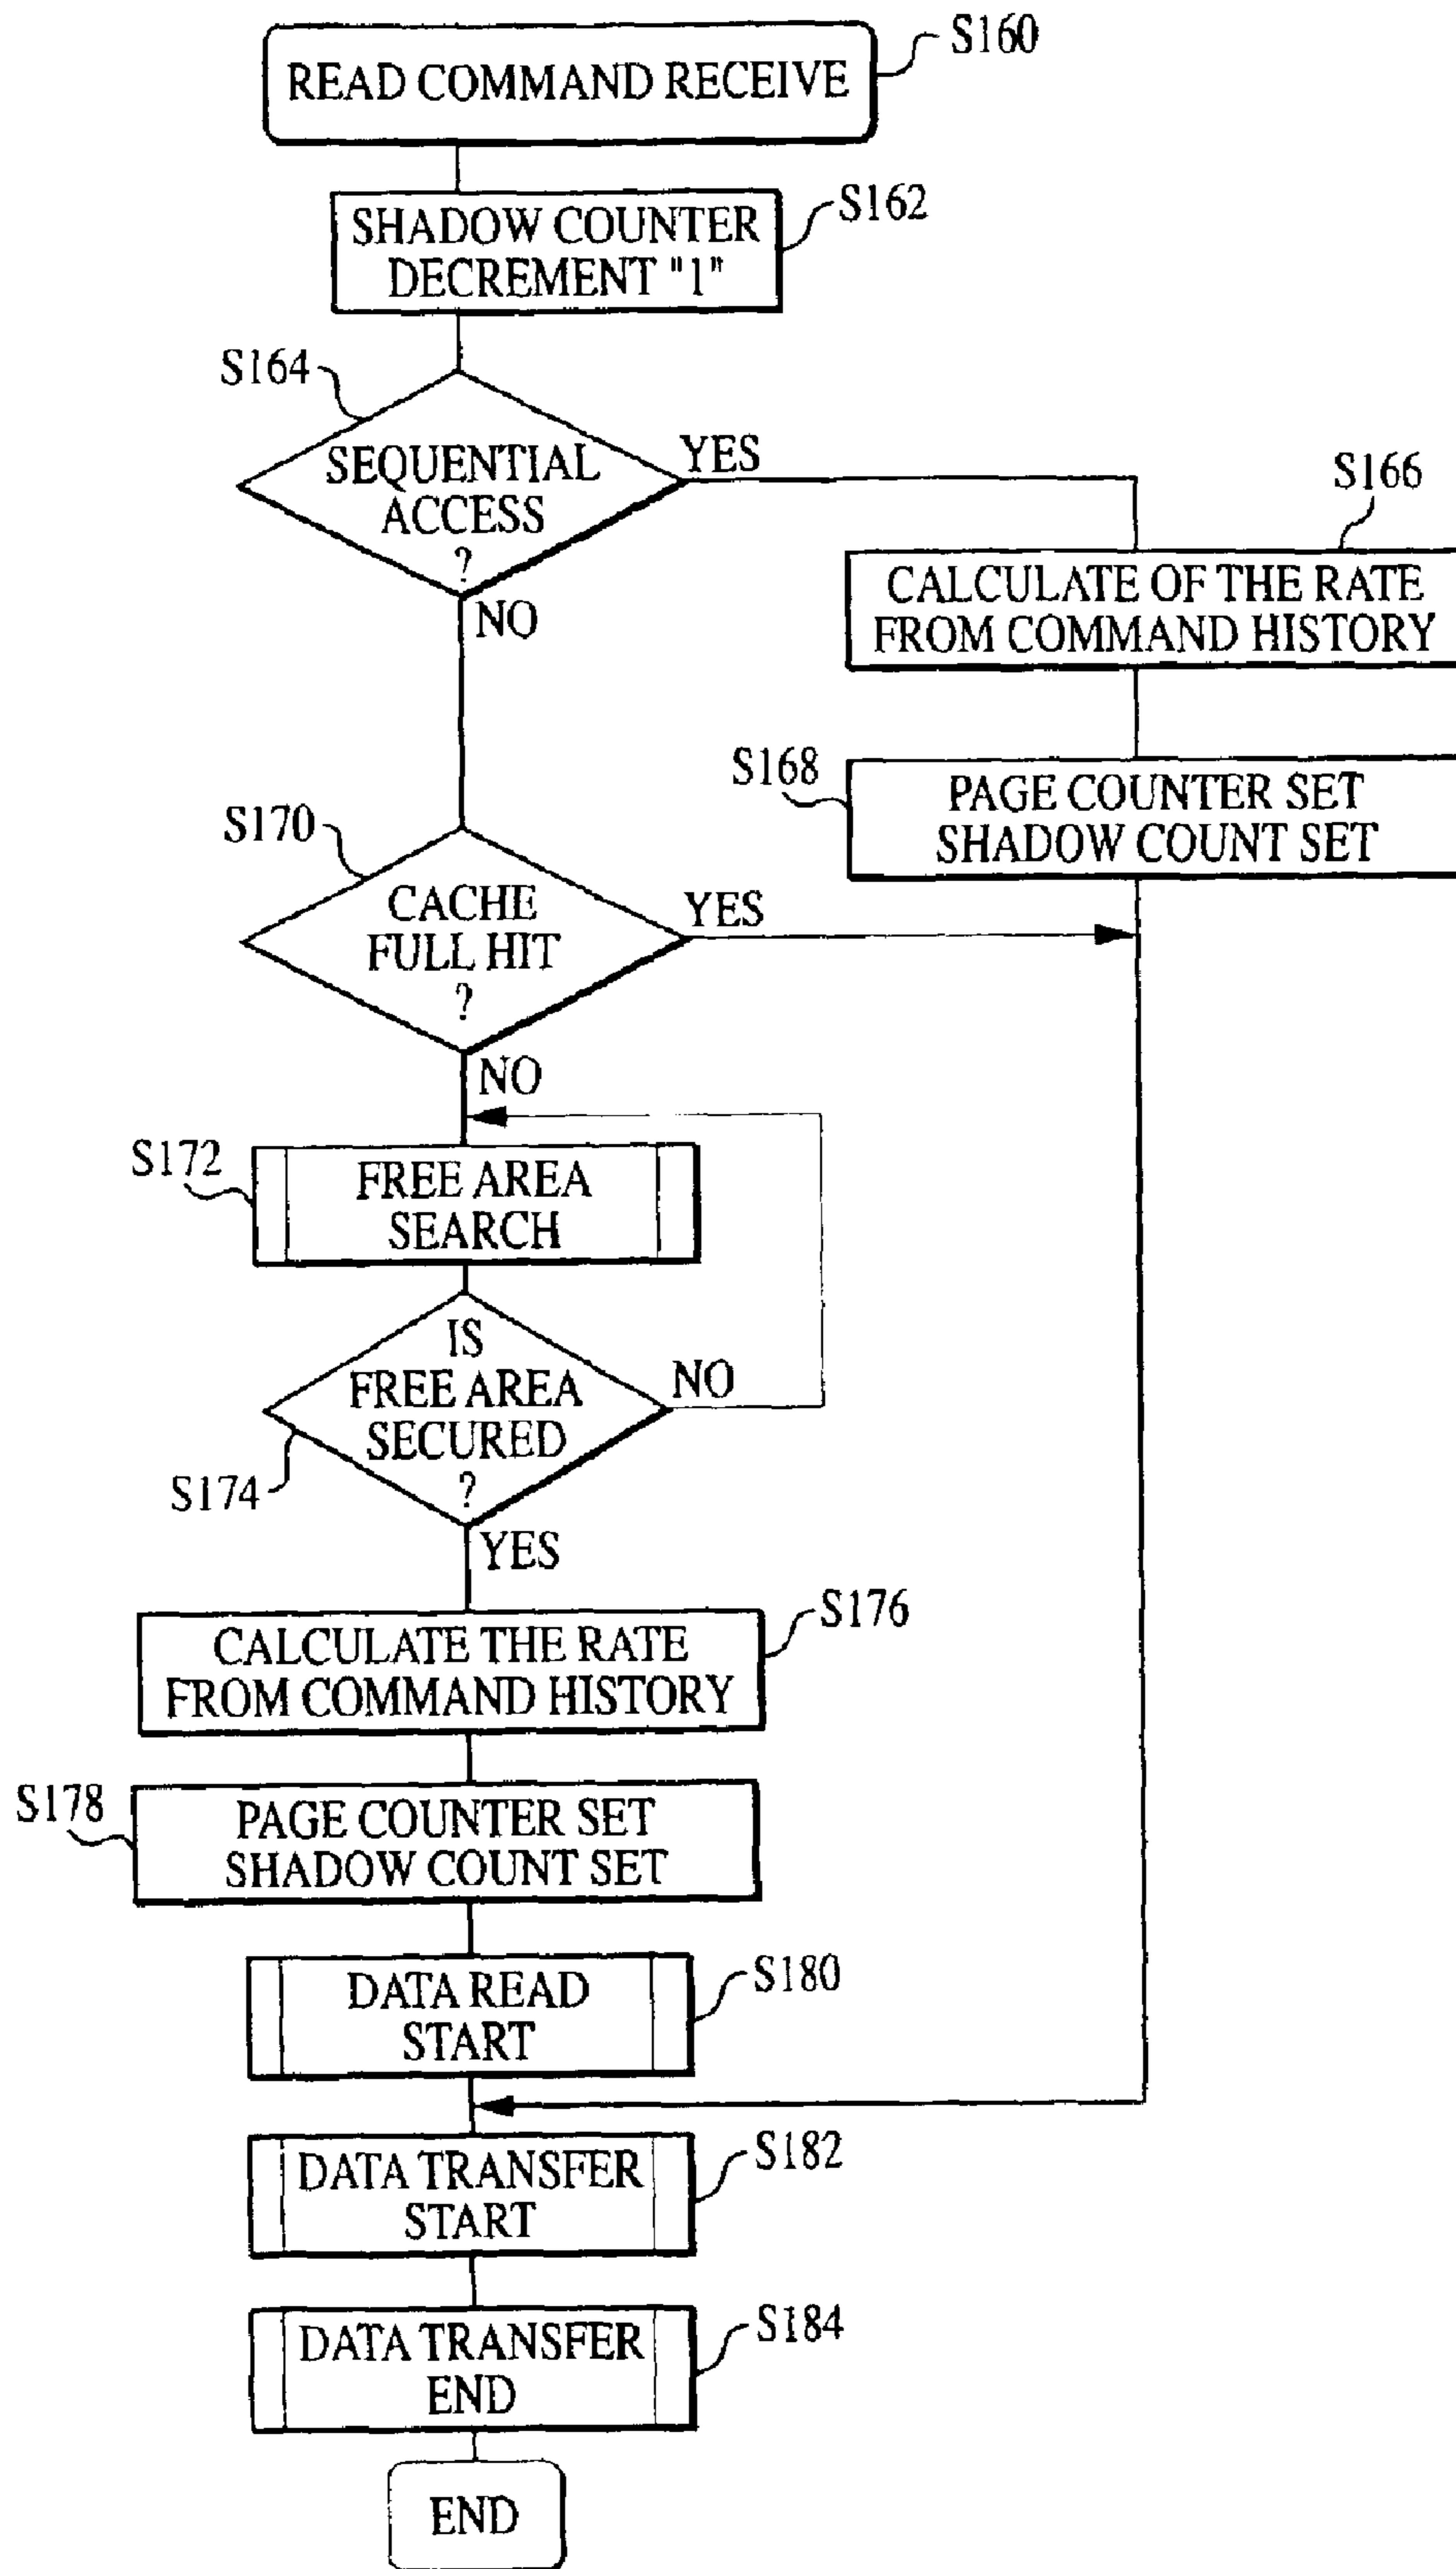 READ COMMAND RECEIVE
S160
SHADOW COUNTER
DECREMENT "1"
S162
S164
SEQUENTIAL
ACCESS
?
YES
NO
S166
CALCULATE OF THE RATE
FROM COMMAND HISTORY
S168
PAGE COUNTER SET
SHADOW COUNT SET
S170
CACHE
FULL HIT
?
YES
NO
S172
FREE AREA
SEARCH
IS
FREE AREA
SECURED
?
NO
S174
YES
S176
CALCULATE THE RATE
FROM COMMAND HISTORY
S178
PAGE COUNTER SET
SHADOW COUNT SET
DATA READ
START
S180
DATA TRANSFER
START
S182
DATA TRANSFER
END
S184
END